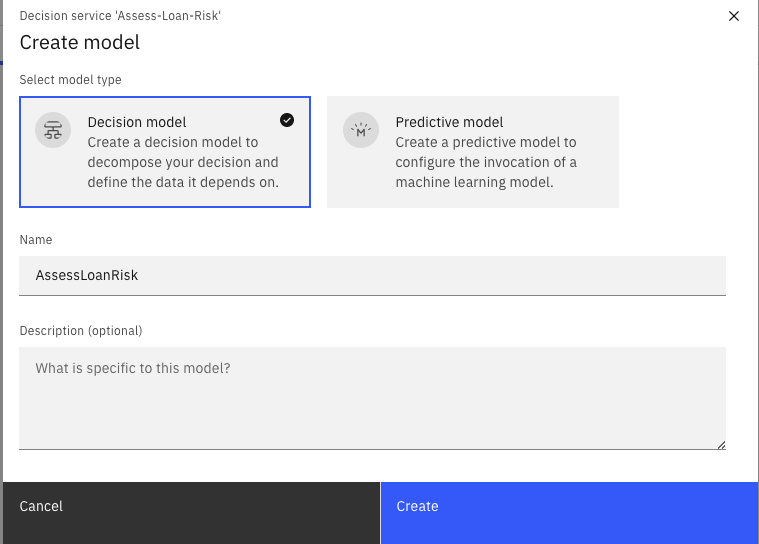 Decision service 'Assess-Loan-Risk'
Create model
Select model type
Decision model
Create a decision model to
decompose your decision and
define the data it depends on.
M
Predictive model
Create a predictive model to
configure the invocation of a
machine learning model.
Name
AssessLoanRisk
Description (optional)
What is specific to this model?
Cancel
Create